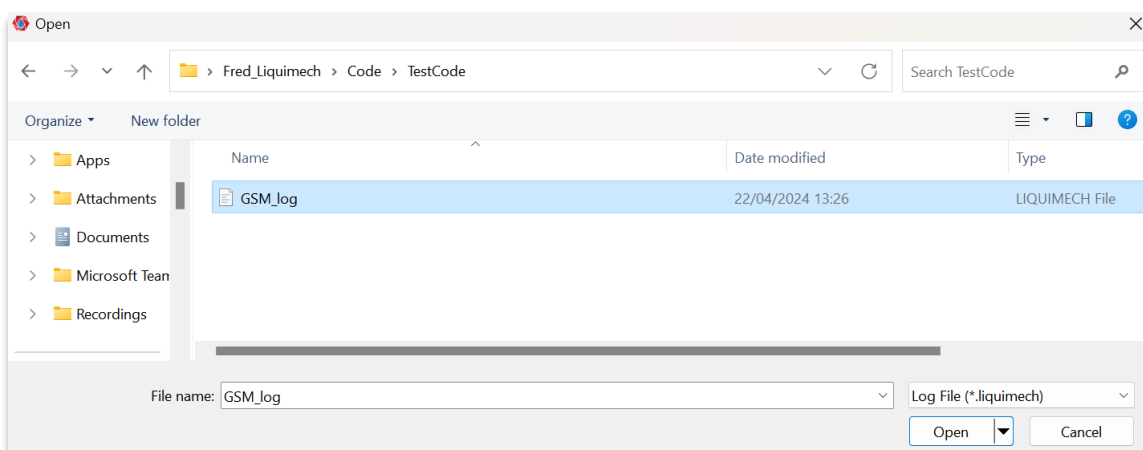 Open
Fred_Liquimech > Code > TestCode
Search TestCode
Organize
New folder
Name
Date modified
Type
Apps
GSM_log
22/04/2024 13:26
LIQUIMECH File
Attachments
Documents
Microsoft Team
Recordings
File name: GSM_log
Log File (*.liquimech)
Open
Cancel